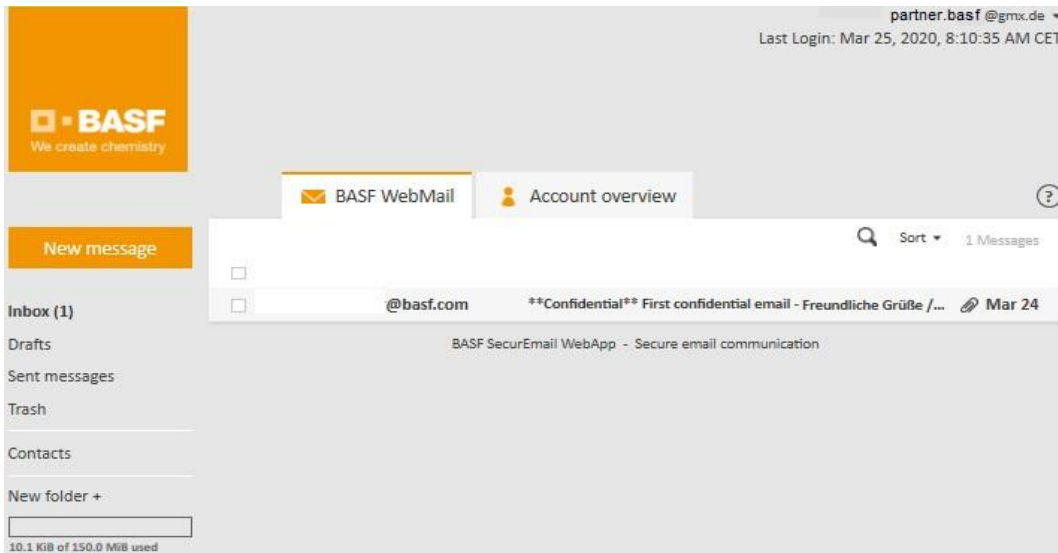 partner.basf @gmx.de
Last Login: Mar 25, 2020, 8:10:35 AM CET
BASF
We create chemistry
BASF WebMail Account overview ?
New message
Sort 1 Messages
Inbox (1)
@basf.com **Confidential** First confidential email - Freundliche Grüße /... Mar 24
Drafts
BASF SecurEmail WebApp - Secure email communication
Sent messages
Trash
Contacts
New folder +
10.1 KiB of 150.0 MiB used